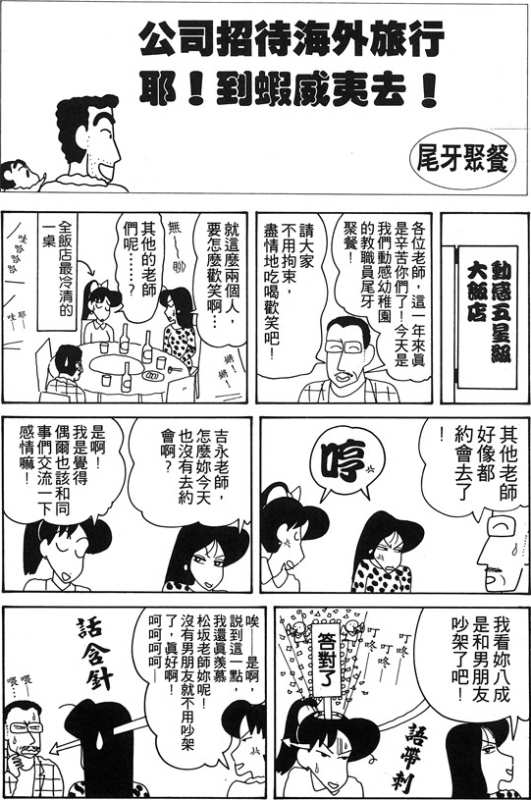 公司招待海外旅行
耶！到蝦威夷去！
尾牙聚餐
動感五星級
大飯店
各位老師，這一年來真
是辛苦你們了！今天是
我們動感幼稚園
的教職員尾牙
聚餐！
請大家
不用拘束，
盡情地吃喝歡笑吧！
就這麼兩個人，
要怎麼歡笑啊…
無｜聊
其他的老師
們呢……？
全飯店最冷清的
一桌
其他老師
好像都
約會去了
！
哼
吉永老師，
怎麼妳今天
也沒有去約
會啊？
是啊！
我是覺得
偶爾也該和同
事們交流一下
感情嘛！
我看妳八成
是和男朋友
吵架了吧！
叮咚｜
叮咚｜
答對了
語帶刺
唉─是啊，
說到這一點，
我還真羨慕
松坂老師妳呢！
沒有男朋友就不用吵架
了，真好啊！
呵呵呵呵─
話含針
喂─
喂…